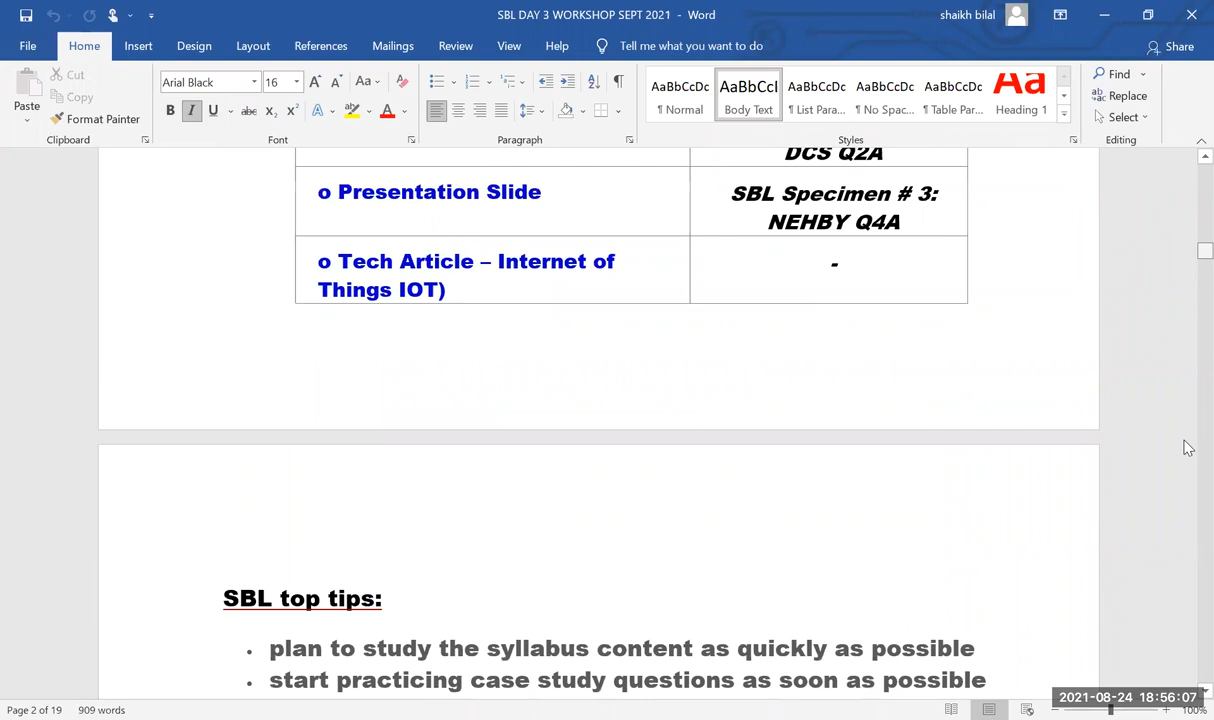 SBL DAY 3 WORKSHOP SEPT 2021 - Word
shaikh bilal
File Home Insert Design Layout References Mailings Review View Help Tell me what you want to do Share
Paste
Cut
Copy
Format Painter
Arial Black 16
Aa
AaBbCcDc AaBbCcI AaBbCcDc AaBbCcDc AaBbCcDc Aa
¶ Normal Body Text ¶ List Para... ¶ No Spac... ¶ Table Par... Heading 1
Find
Replace
Select
Clipboard Font Paragraph Styles Editing
DCS Q2A
o Presentation Slide
SBL Specimen # 3:
NEHBY Q4A
o Tech Article – Internet of
Things IOT)
-
SBL top tips:
• plan to study the syllabus content as quickly as possible
• start practicing case study questions as soon as possible
2021-08-24 18:56:07
Page 2 of 19 909 words 100%